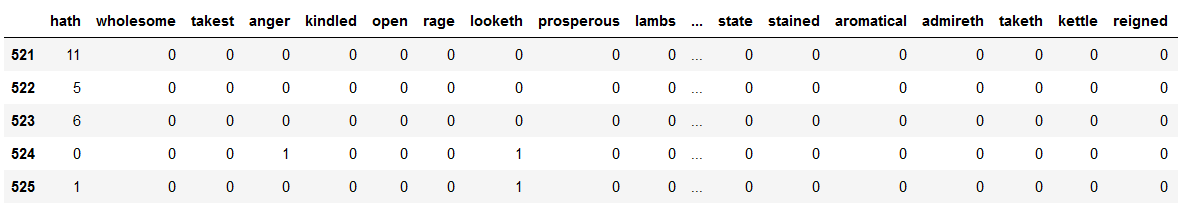 hath wholesome takest anger kindled open rage looketh prosperous lambs ... state stained aromatical admireth taketh kettle reigned
521 11 0 0 0 0 0 0 0 0 0 ... 0 0 0 0 0 0 0
522 5 0 0 0 0 0 0 0 0 0 ... 0 0 0 0 0 0 0
523 6 0 0 0 0 0 0 0 0 0 ... 0 0 0 0 0 0 0
524 0 0 0 1 0 0 0 1 0 0 ... 0 0 0 0 0 0 0
525 1 0 0 0 0 0 0 1 0 0 ... 0 0 0 0 0 0 0